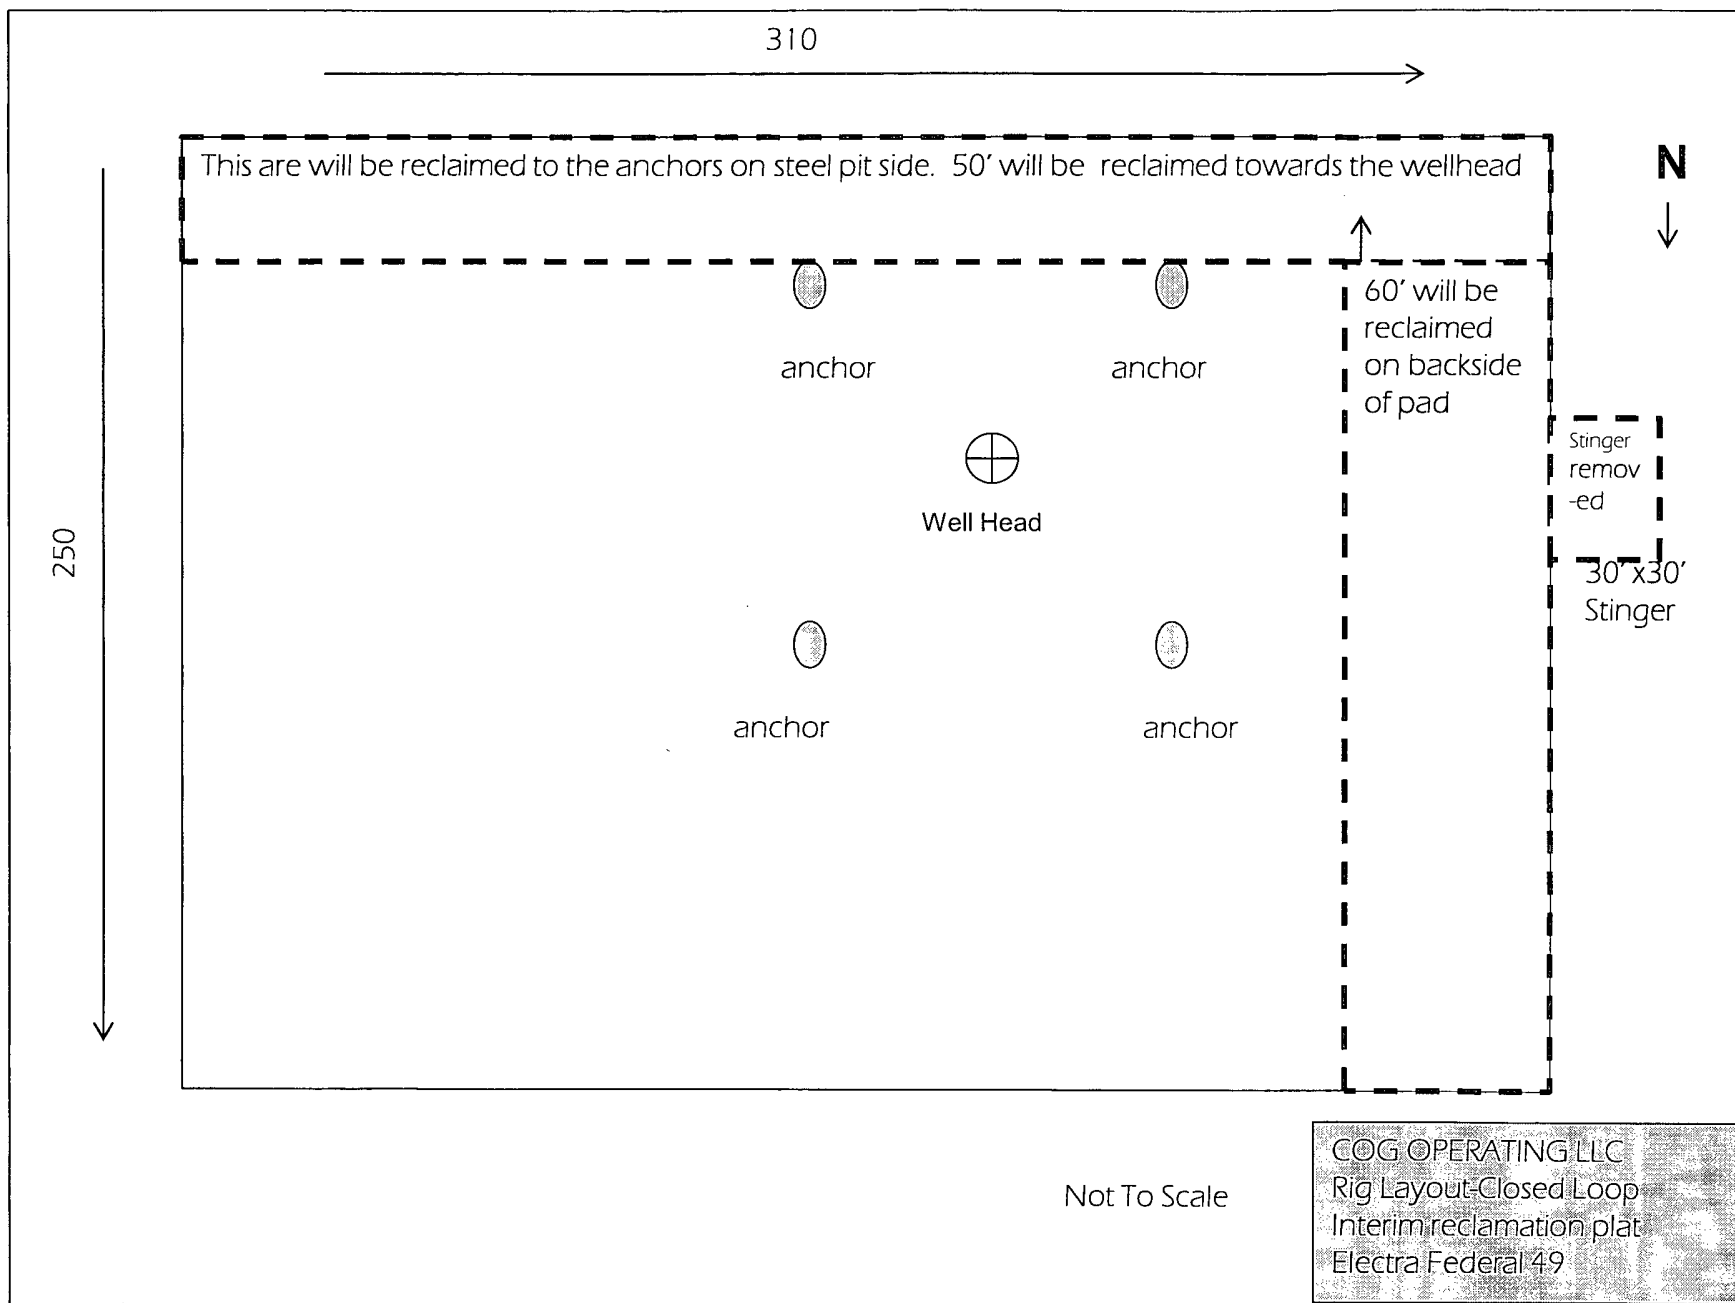 310
This are will be reclaimed to the anchors on steel pit side. 50' will be reclaimed towards the wellhead
N
60' will be
reclaimed
on backside
of pad
anchor
anchor
Stinger
remov
-ed
Well Head
250
30'x30'
Stinger
anchor
anchor
Not To Scale
COG OPERATING LLC
Rig Layout-Closed Loop
Interim reclamation plat
Electra Federal 49